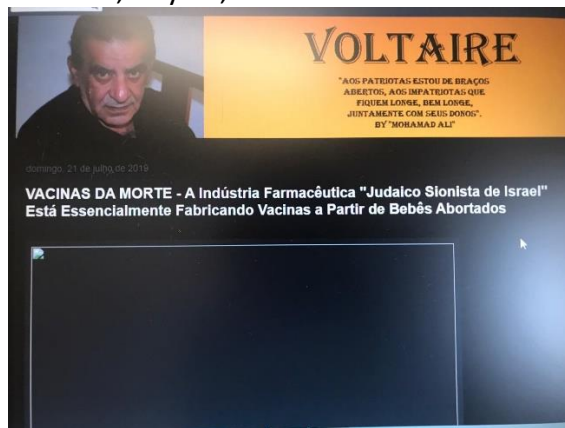 VOLTAIRE
"AOS PATRIOTAS ESTOU DE BRAÇOS
ABERTOS, AOS IMPATRIOTAS QUE
FIQUEM LONGE, BEM LONGE,
JUNTAMENTE COM SEUS DONOS".
BY "MOHAMAD ALI"
domingo, 21 de julho de 2019
VACINAS DA MORTE - A Indústria Farmacêutica "Judaico Sionista de Israel"
Está Essencialmente Fabricando Vacinas a Partir de Bebês Abortados